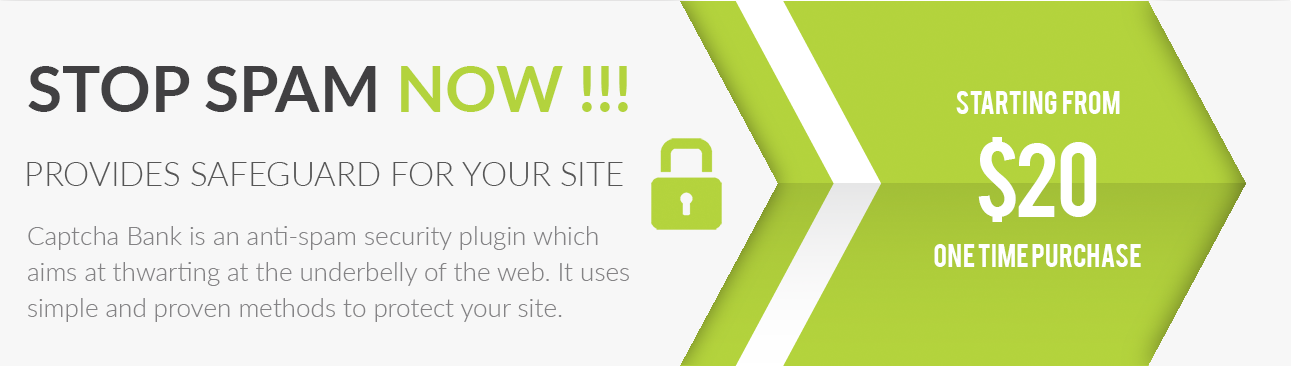 STOP SPAM NOW !!!
PROVIDES SAFEGUARD FOR YOUR SITE
Captcha Bank is an anti-spam security plugin which
aims at thwarting at the underbelly of the web. It uses
simple and proven methods to protect your site.
STARTING FROM
$20
ONE TIME PURCHASE